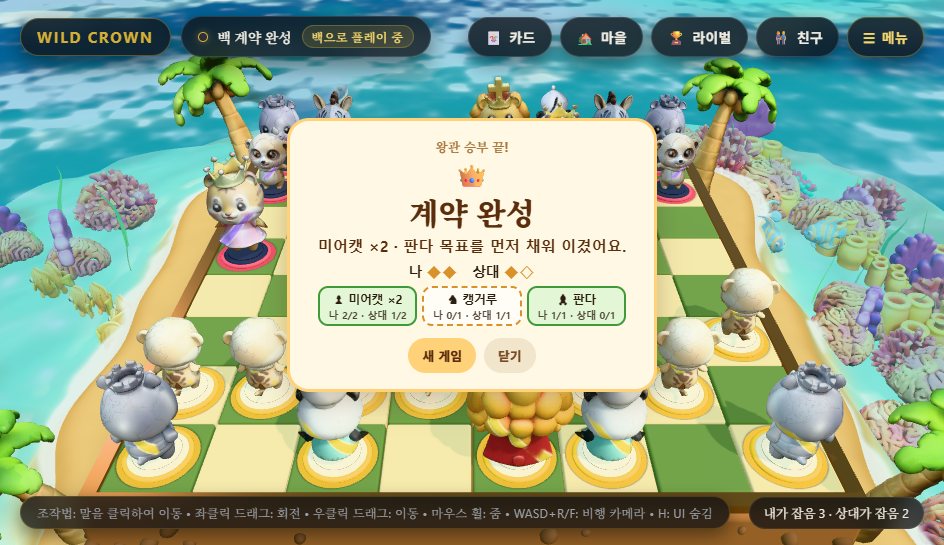 WILD CROWN
백 계약 완성
백으로 플레이 중
카드
마을
라이벌
친구
☰ 메뉴
왕관 승부 끝!
계약 완성
미어캣 ×2 · 판다 목표를 먼저 채워 이겼어요.
나 ◆◆ 상대 ◆◇
♟ 미어캣 ×2
나 2/2 · 상대 1/2
♞ 캥거루
나 0/1 · 상대 1/1
♝ 판다
나 1/1 · 상대 0/1
새 게임
닫기
조작법: 말을 클릭하여 이동 • 좌클릭 드래그: 회전 • 우클릭 드래그: 이동 • 마우스 휠: 줌 • WASD+R/F: 비행 카메라 • H: UI 숨김
내가 잡음 3 · 상대가 잡음 2